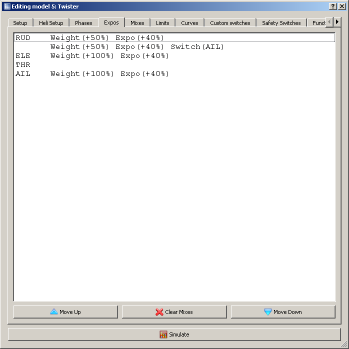 Editing model 5: Twister
Setup Heli Setup Phases Expos Mixes Limits Curves Custom switches Safety Switches Func
RUD Weight(+50%) Expo(+40%)
Weight(+50%) Expo(+40%) Switch(AIL)
ELE Weight(+100%) Expo(+40%)
THR
AIL Weight(+100%) Expo(+40%)
Move Up Clear Mixes Move Down
Simulate